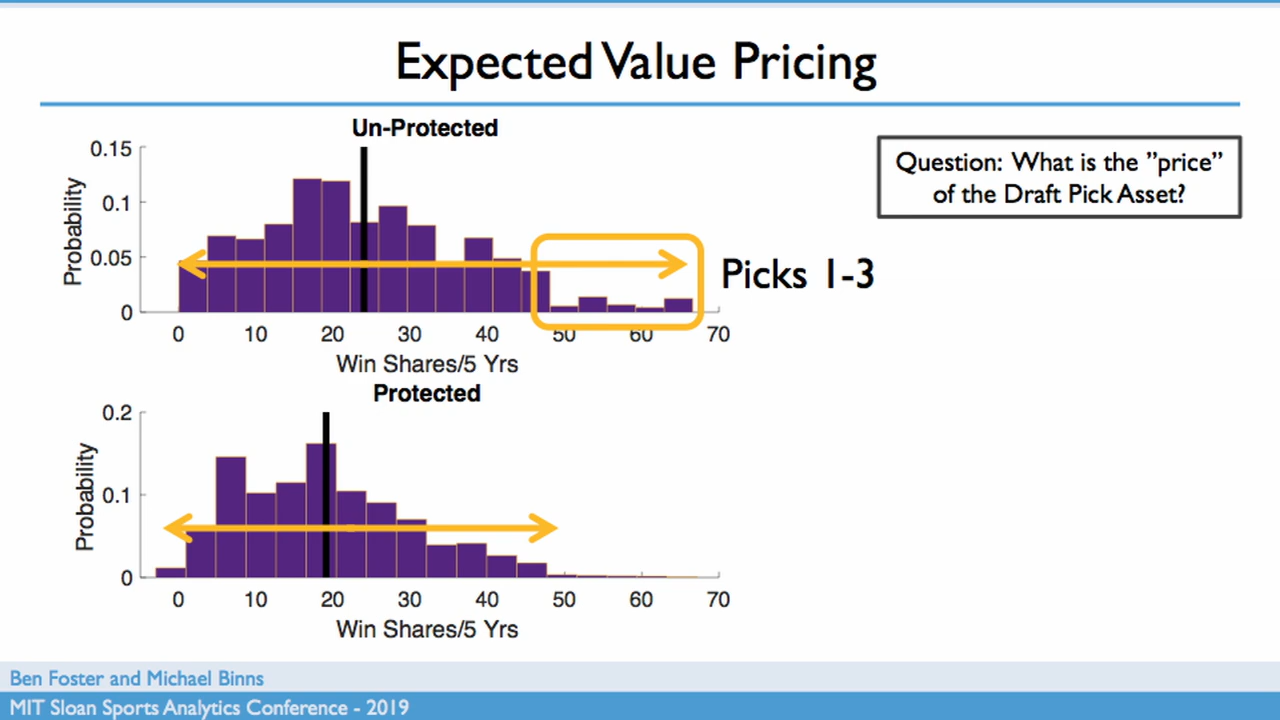 Expected Value Pricing
Un-Protected
0.15
0.1
0.05
0
Probability
0 10 20 30 40 50 60 70
Win Shares/5 Yrs
Question: What is the ”price”
of the Draft Pick Asset?
Picks 1-3
Protected
0.2
0.1
0
Probability
0 10 20 30 40 50 60 70
Win Shares/5 Yrs
Ben Foster and Michael Binns
MIT Sloan Sports Analytics Conference - 2019